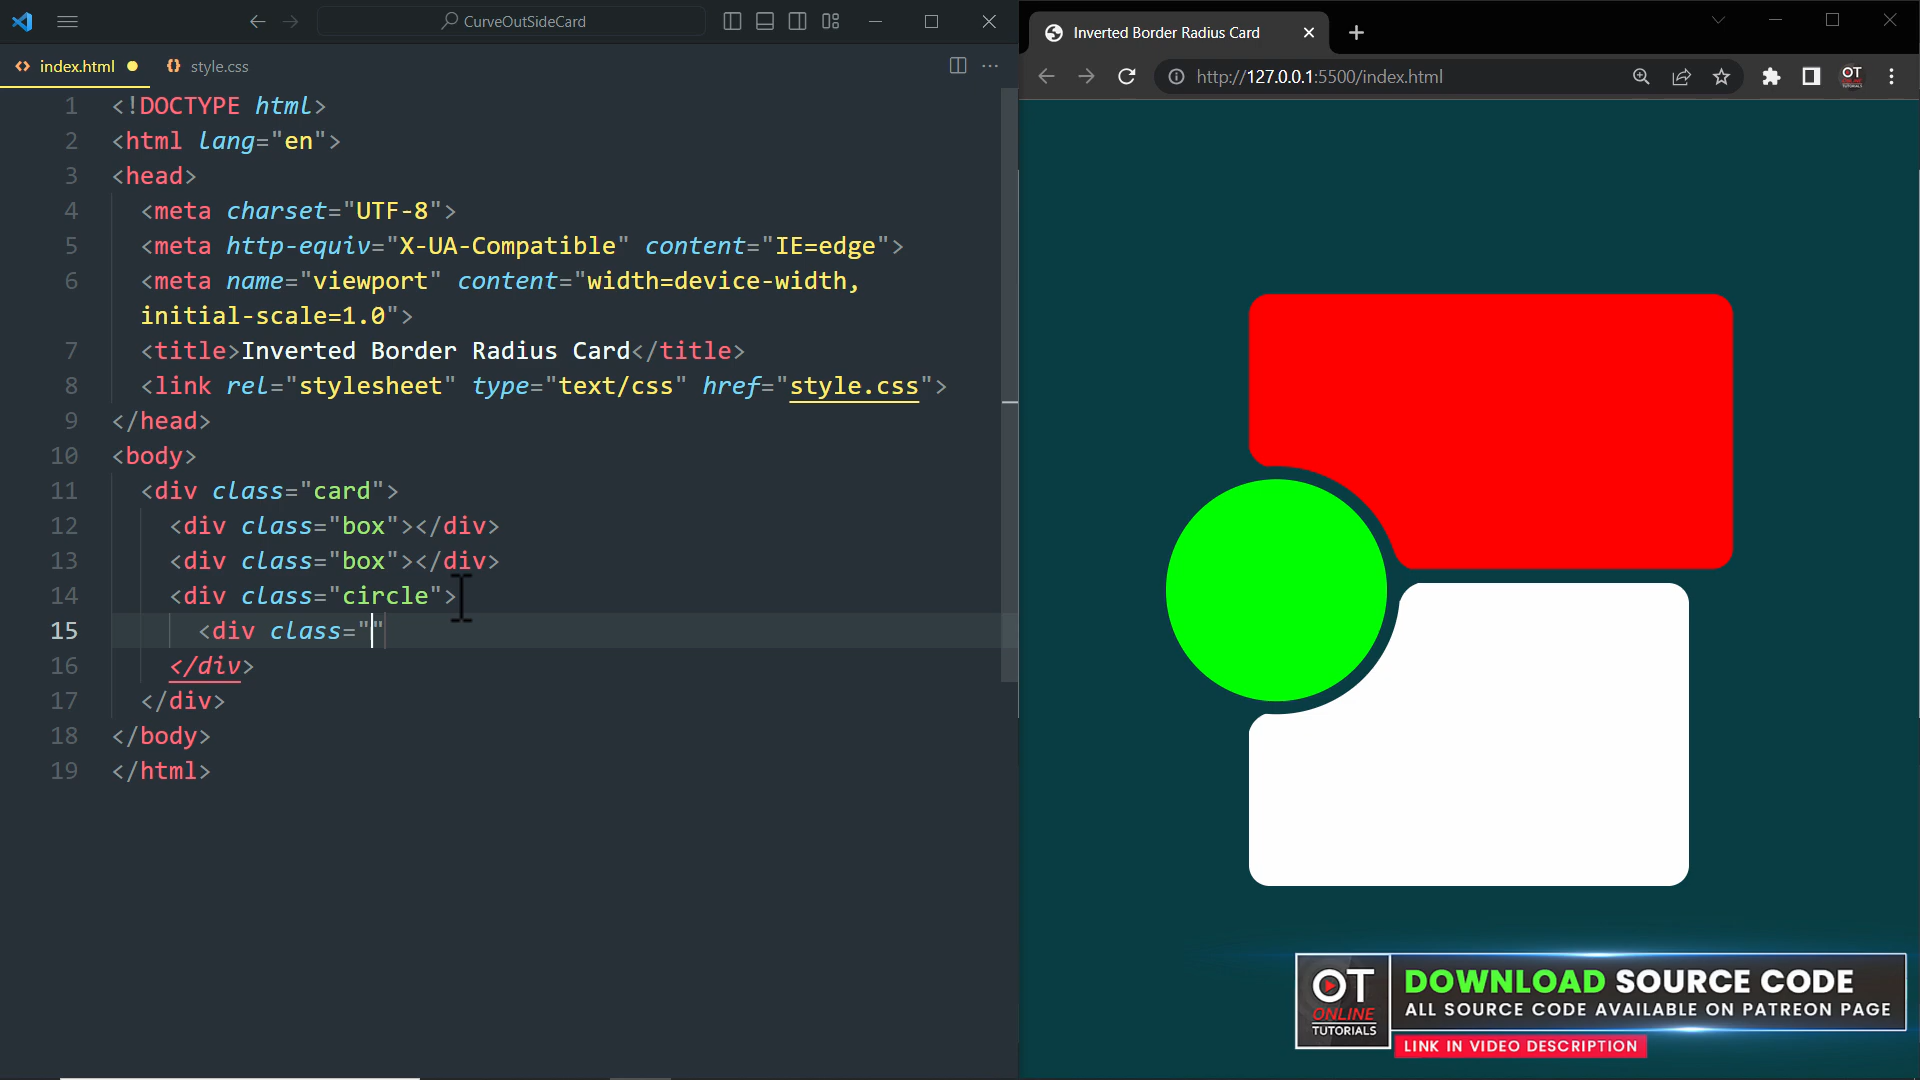 CurveOutSideCard
index.html
style.css
1 <!DOCTYPE html>
2 <html lang="en">
3 <head>
4 <meta charset="UTF-8">
5 <meta http-equiv="X-UA-Compatible" content="IE=edge">
6 <meta name="viewport" content="width=device-width,
initial-scale=1.0">
7 <title>Inverted Border Radius Card</title>
8 <link rel="stylesheet" type="text/css" href="style.css">
9 </head>
10 <body>
11 <div class="card">
12 <div class="box"></div>
13 <div class="box"></div>
14 <div class="circle">
15 <div class=""
16 </div>
17 </div>
18 </body>
19 </html>
Inverted Border Radius Card
http://127.0.0.1:5500/index.html
OT
OT
ONLINE
TUTORIALS
DOWNLOAD SOURCE CODE
ALL SOURCE CODE AVAILABLE ON PATREON PAGE
LINK IN VIDEO DESCRIPTION